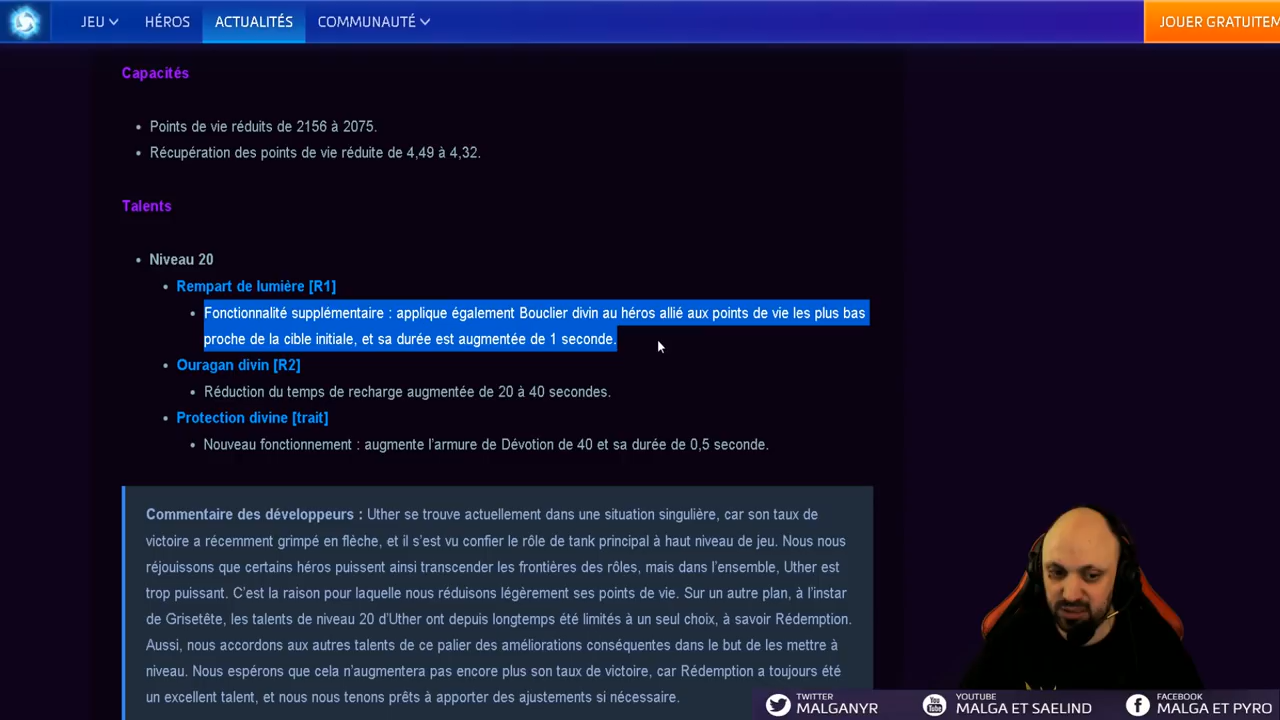 JEU HÉROS ACTUALITÉS COMMUNAUTÉ JOUER GRATUITEM
Capacités
• Points de vie réduits de 2156 à 2075.
• Récupération des points de vie réduite de 4,49 à 4,32.
Talents
• Niveau 20
• Rempart de lumière [R1]
• Fonctionnalité supplémentaire : applique également Bouclier divin au héros allié aux points de vie les plus bas
proche de la cible initiale, et sa durée est augmentée de 1 seconde.
• Ouragan divin [R2]
• Réduction du temps de recharge augmentée de 20 à 40 secondes.
• Protection divine [trait]
• Nouveau fonctionnement : augmente l'armure de Dévotion de 40 et sa durée de 0,5 seconde.
Commentaire des développeurs : Uther se trouve actuellement dans une situation singulière, car son taux de
victoire a récemment grimpé en flèche, et il s'est vu confier le rôle de tank principal à haut niveau de jeu. Nous nous
réjouissons que certains héros puissent ainsi transcender les frontières des rôles, mais dans l'ensemble, Uther est
trop puissant. C'est la raison pour laquelle nous réduisons légèrement ses points de vie. Sur un autre plan, à l'instar
de Grisetête, les talents de niveau 20 d'Uther ont depuis longtemps été limités à un seul choix, à savoir Rédemption.
Aussi, nous accordons aux autres talents de ce palier des améliorations conséquentes dans le but de les mettre à
niveau. Nous espérons que cela n'augmentera pas encore plus son taux de victoire, car Rédemption a toujours été
un excellent talent, et nous nous tenons prêts à apporter des ajustements si nécessaire.
TWITTER
MALGANYR
YOUTUBE
MALGA ET SAELIND
FACEBOOK
MALGA ET PYRO